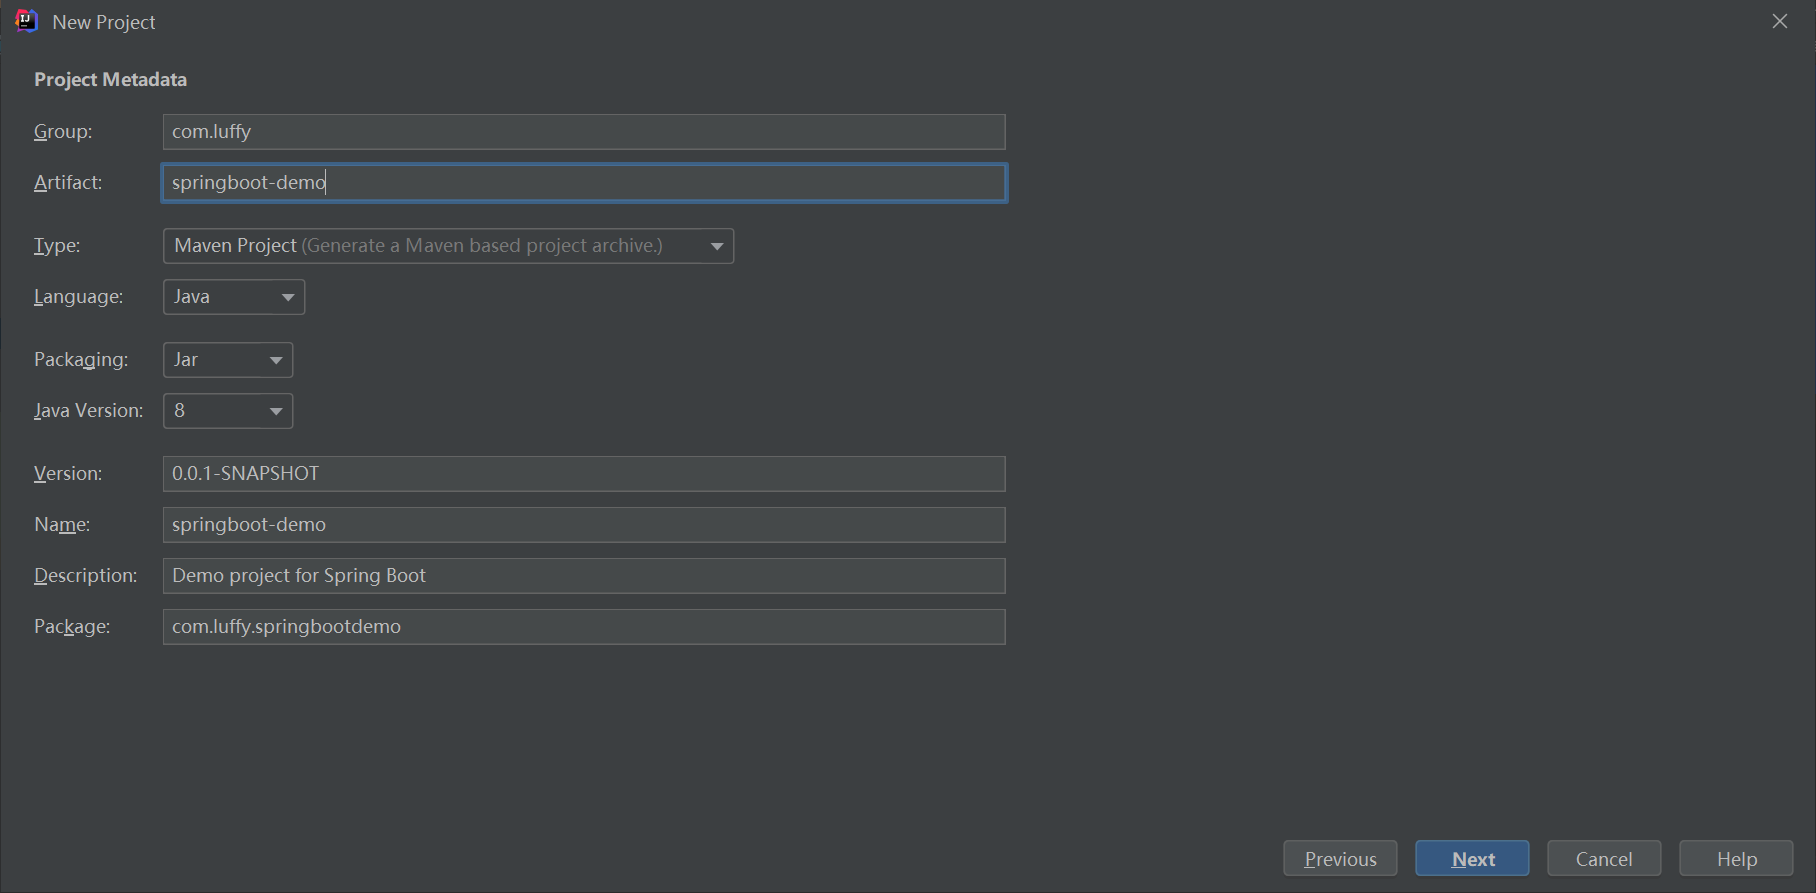 New Project
Project Metadata
Group: com.luffy
Artifact: springboot-demo
Type: Maven Project (Generate a Maven based project archive.)
Language: Java
Packaging: Jar
Java Version: 8
Version: 0.0.1-SNAPSHOT
Name: springboot-demo
Description: Demo project for Spring Boot
Package: com.luffy.springbootdemo
Previous Next Cancel Help